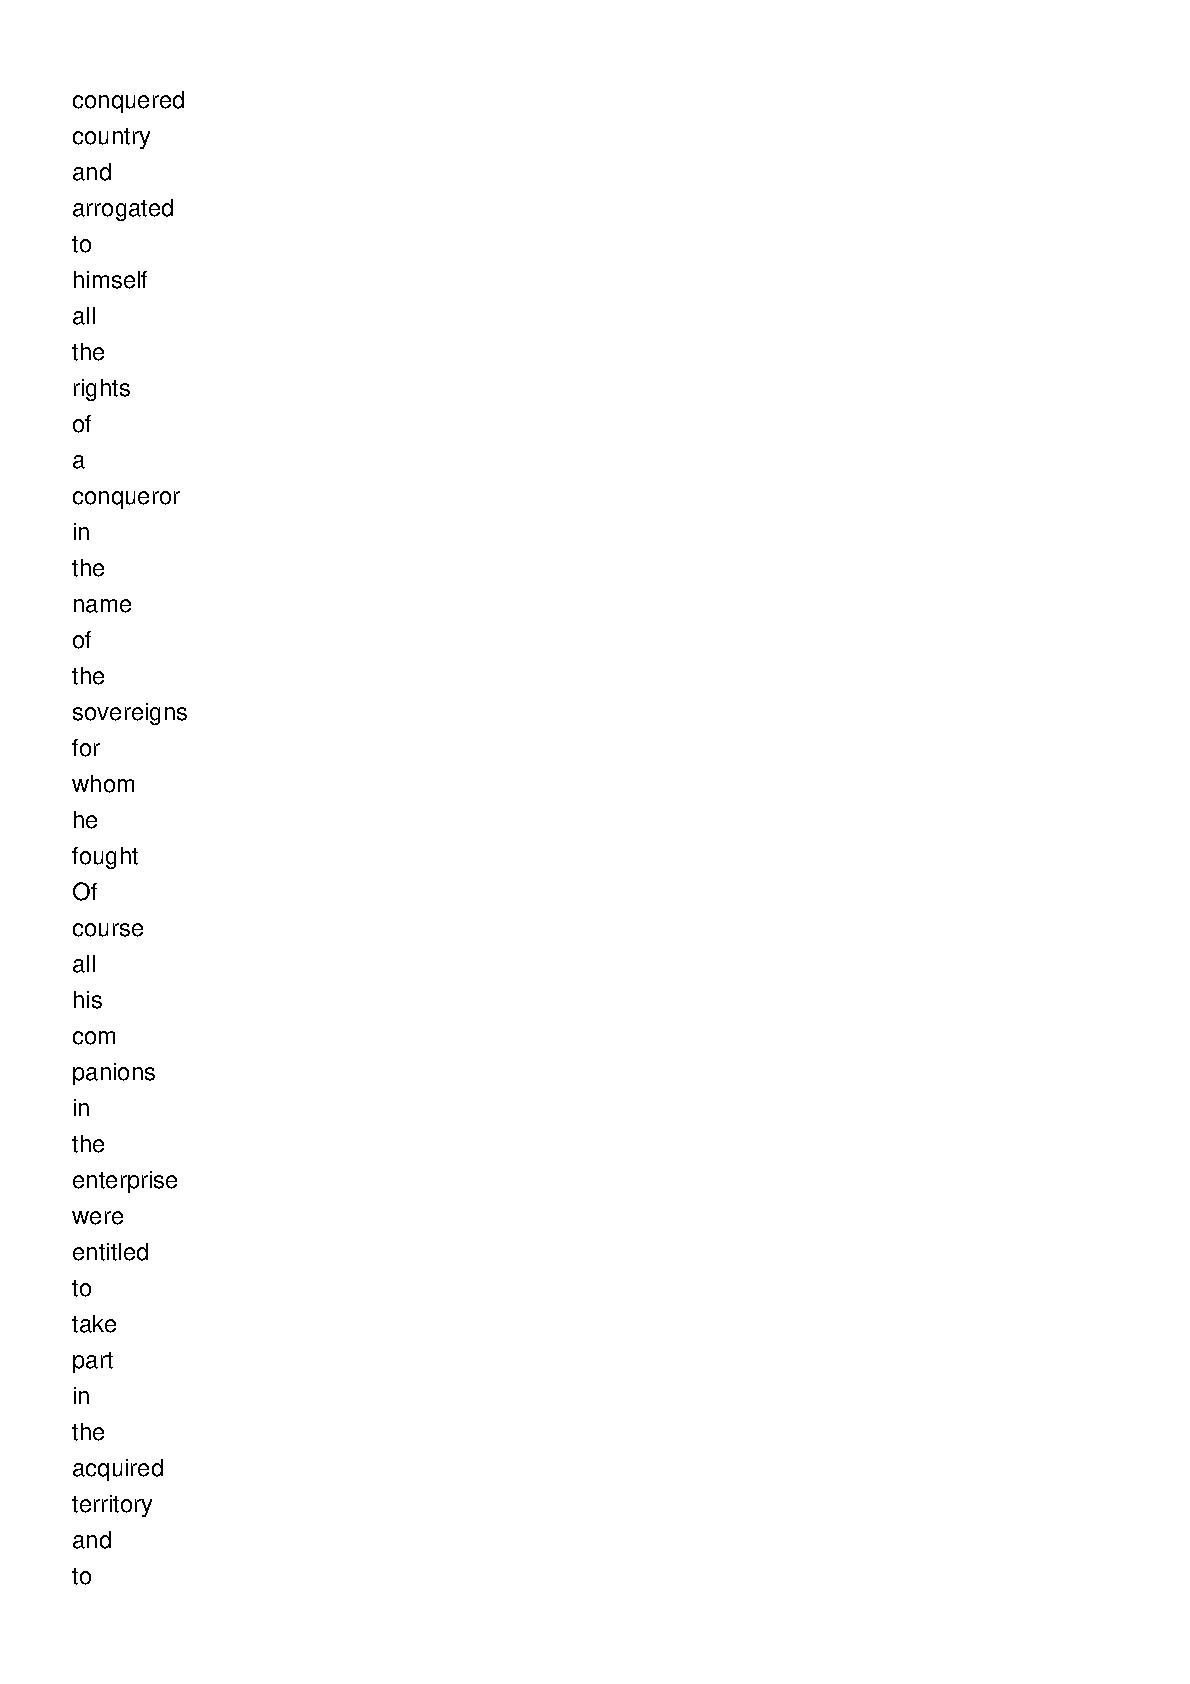 conquered
country
and
arrogated
to
himself
all
the
rights
of
a
conqueror
in
the
name
of
the
sovereigns
for
whom
he
fought
Of
course
all
his
com
panions
in
the
enterprise
were
entitled
to
take
part
in
the
acquired
territory
and
to